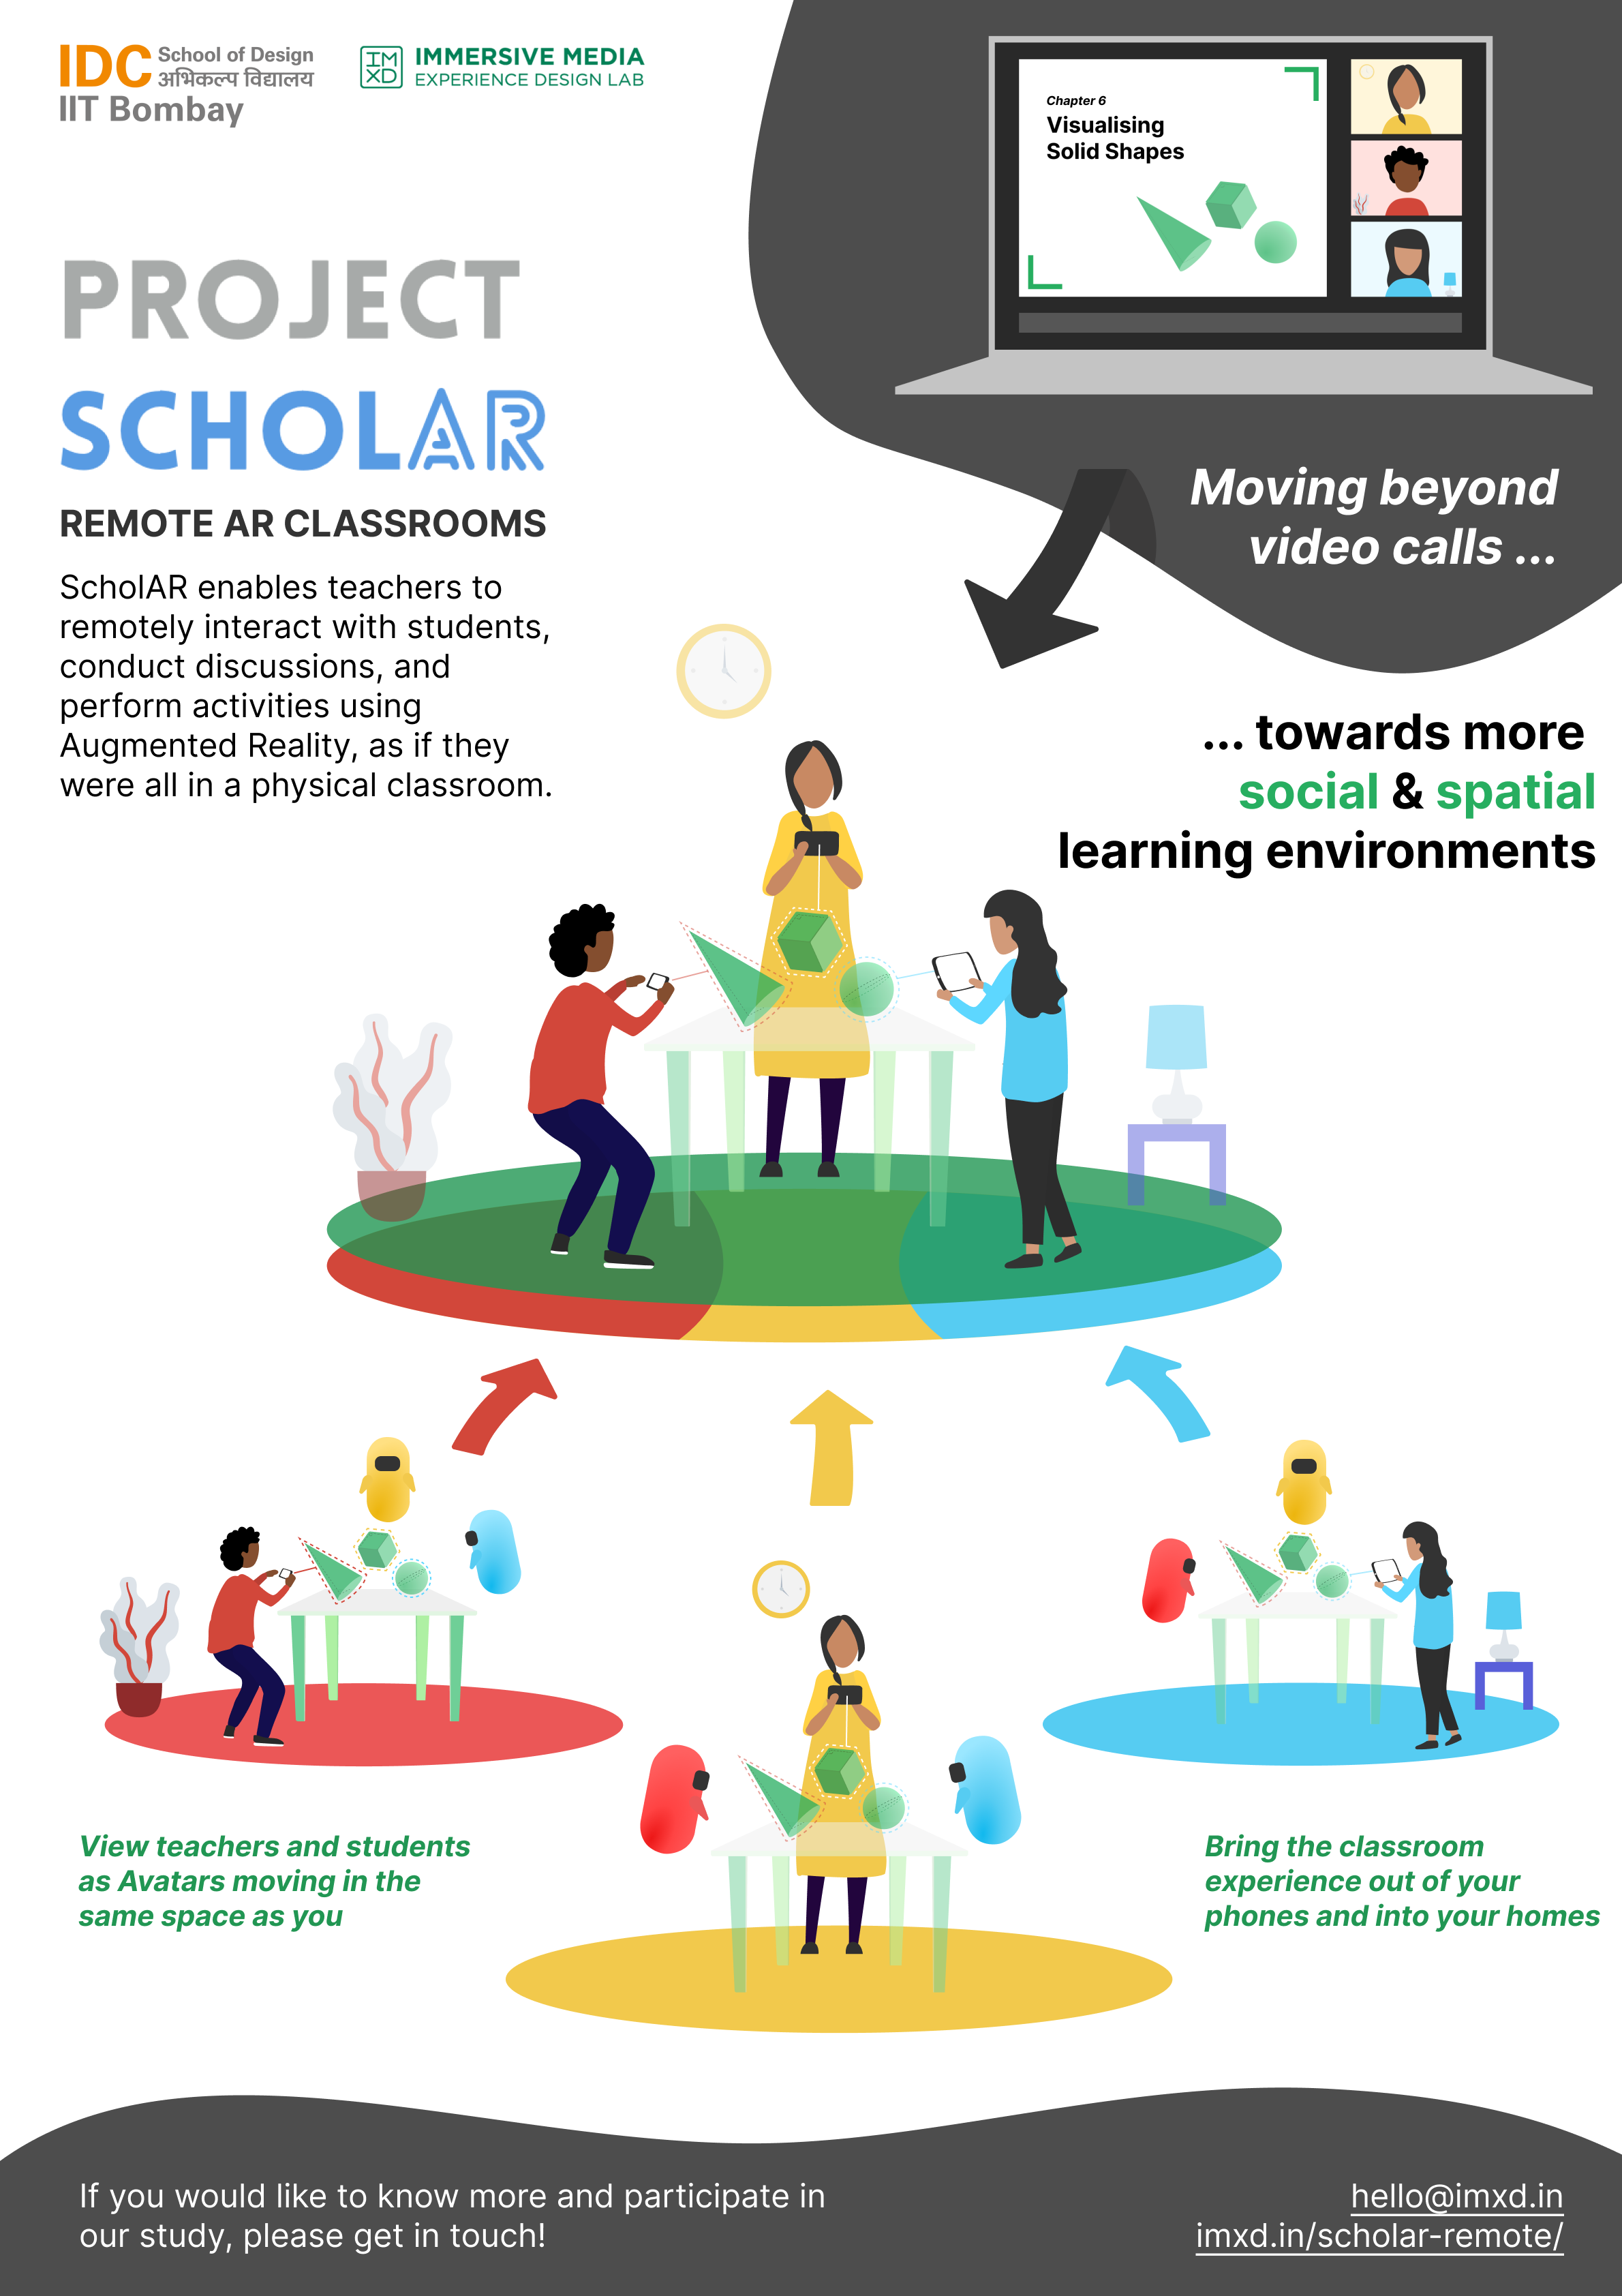 IDC School of Design
अभिकल्प विद्यालय
IIT Bombay
IMXD
IMMERSIVE MEDIA
EXPERIENCE DESIGN LAB
Chapter 6
Visualising
Solid Shapes
PROJECT
SCHOLAR
REMOTE AR CLASSROOMS
ScholAR enables teachers to
remotely interact with students,
conduct discussions, and
perform activities using
Augmented Reality, as if they
were all in a physical classroom.
Moving beyond
video calls ...
... towards more
social & spatial
learning environments
View teachers and students
as Avatars moving in the
same space as you
Bring the classroom
experience out of your
phones and into your homes
If you would like to know more and participate in
our study, please get in touch!
hello@imxd.in
imxd.in/scholar-remote/